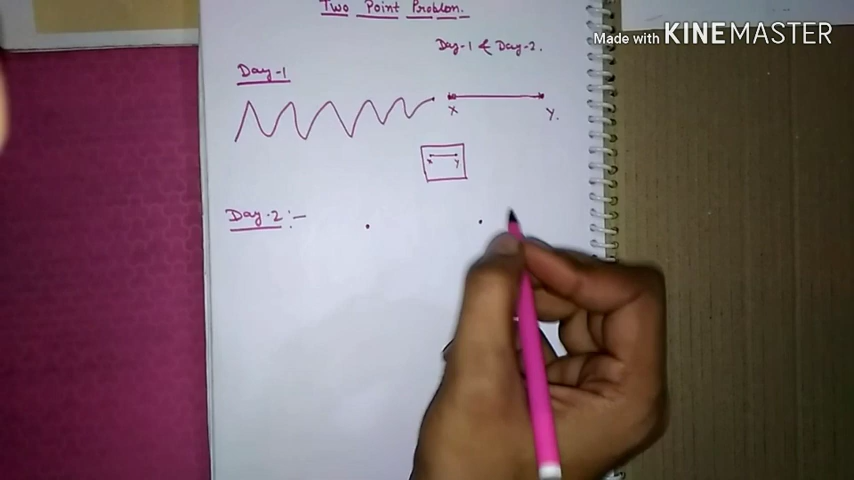 Two Point Problem.
Made with KINEMASTER
Day-1 & Day-2.
Day-1
X Y.
X Y
Day-2:-